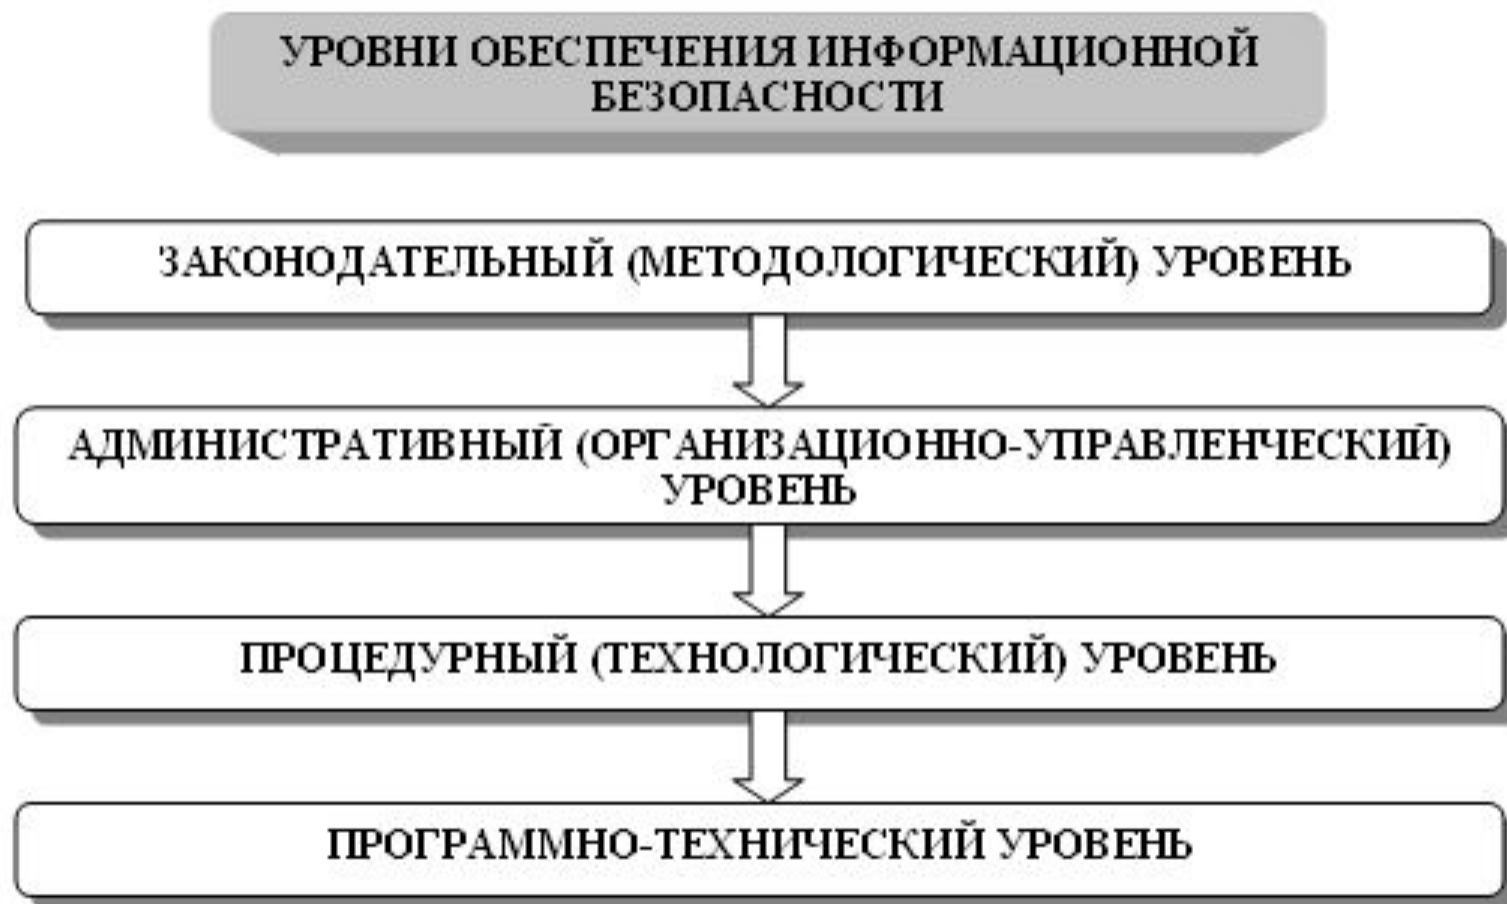 УРОВНИ ОБЕСПЕЧЕНИЯ ИНФОРМАЦИОННОЙ
БЕЗОПАСНОСТИ
ЗАКОНОДАТЕЛЬНЫЙ (МЕТОДОЛОГИЧЕСКИЙ) УРОВЕНЬ
АДМИНИСТРАТИВНЫЙ (ОРГАНИЗАЦИОННО-УПРАВЛЕНЧЕСКИЙ)
УРОВЕНЬ
ПРОЦЕДУРНЫЙ (ТЕХНОЛОГИЧЕСКИЙ) УРОВЕНЬ
ПРОГРАММНО-ТЕХНИЧЕСКИЙ УРОВЕНЬ